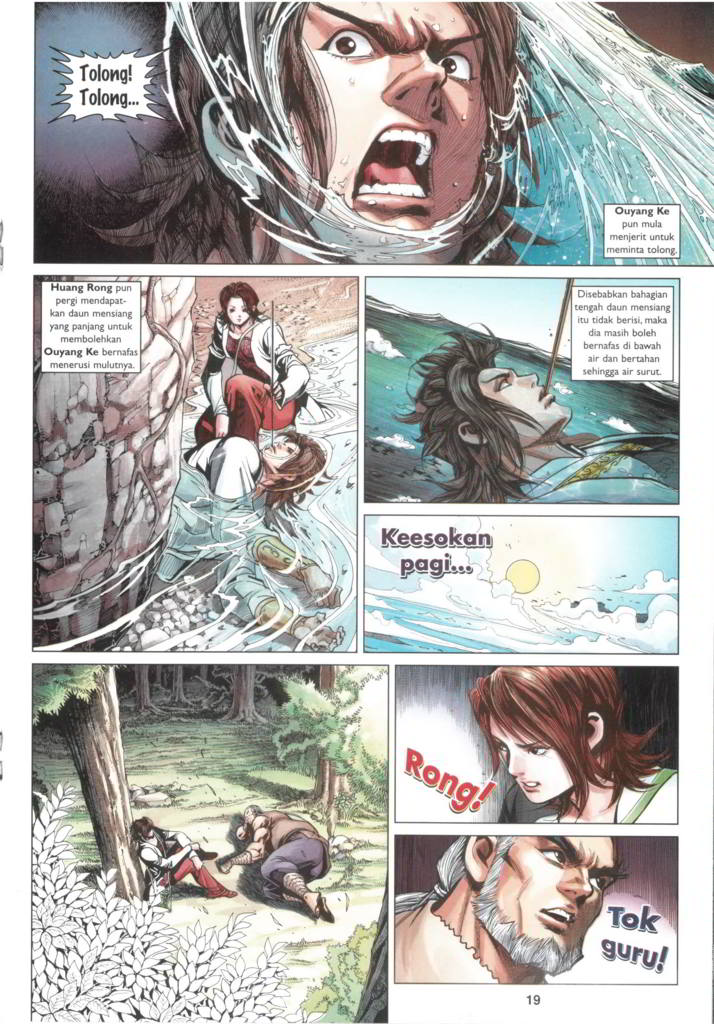 Tolong!
Tolong...
Ouyang Ke
pun mula
menjerit untuk
meminta tolong.
Huang Rong pun
pergi mendapat-
kan daun mensiang
yang panjang untuk
membolehkan
Ouyang Ke bernafas
menerusi mulutnya.
Disebabkan bahagian
tengah daun mensiang
itu tidak berisi, maka
dia masih boleh
bernafas di bawah
air dan bertahan
sehingga air surut.
Keesokan
pagi...
Rong!
Tok
guru!
19